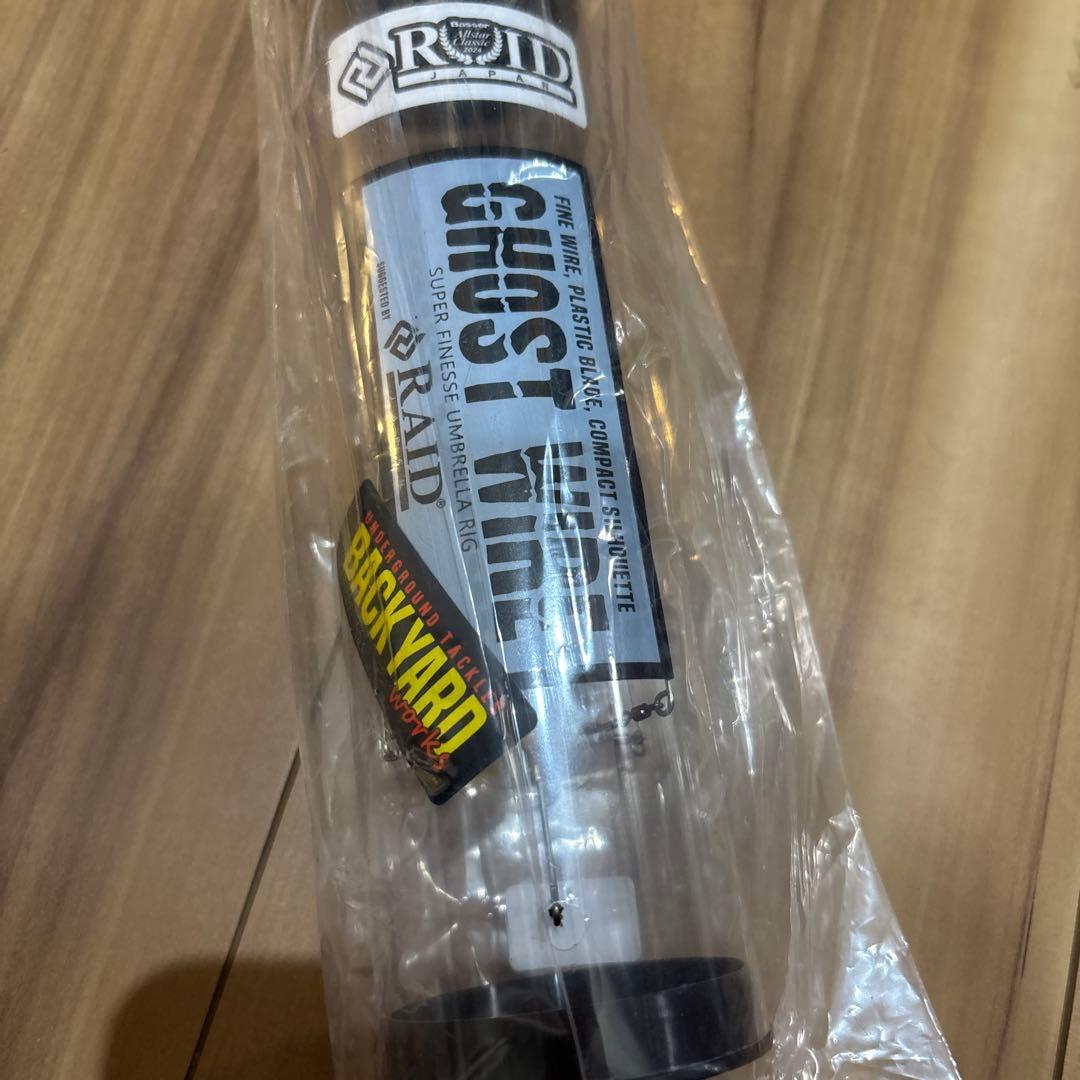 Basser
Allstar
Classic
2024
RAID
JAPAN
FINE WIRE, PLASTIC BLADE, COMPACT SILHOUETTE
GHOST WIDE
SUPER FINESSE UMBRELLA RIG
SUGGESTED BY
RAID®
UNDERGROUND TACKLES
BACKYARD
works